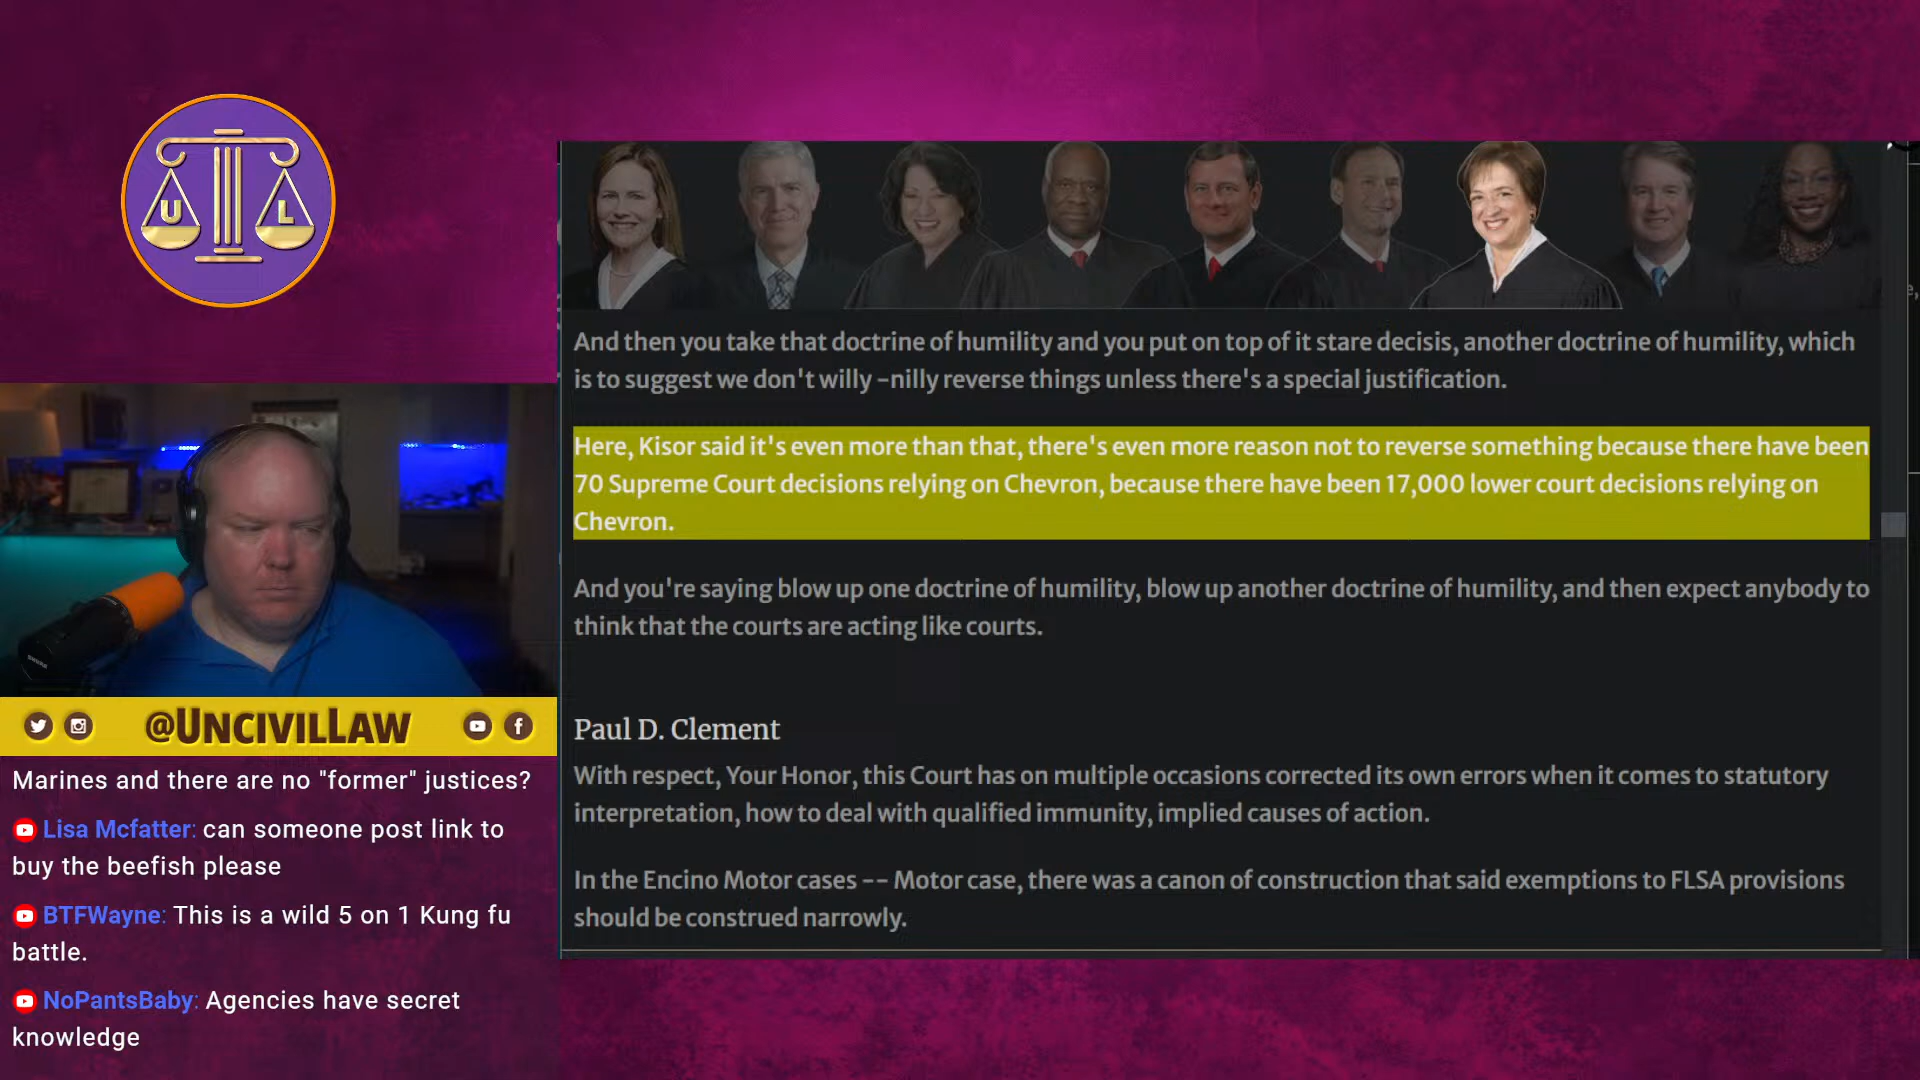 U L
And then you take that doctrine of humility and you put on top of it stare decisis, another doctrine of humility, which
is to suggest we don't willy –nilly reverse things unless there's a special justification.
Here, Kisor said it's even more than that, there's even more reason not to reverse something because there have been
70 Supreme Court decisions relying on Chevron, because there have been 17,000 lower court decisions relying on
Chevron.
And you're saying blow up one doctrine of humility, blow up another doctrine of humility, and then expect anybody to
think that the courts are acting like courts.
Paul D. Clement
With respect, Your Honor, this Court has on multiple occasions corrected its own errors when it comes to statutory
interpretation, how to deal with qualified immunity, implied causes of action.
In the Encino Motor cases -- Motor case, there was a canon of construction that said exemptions to FLSA provisions
should be construed narrowly.
SHURE
@UNCIVILLAW
Marines and there are no "former" justices?
Lisa Mcfatter: can someone post link to
buy the beefish please
BTFWayne: This is a wild 5 on 1 Kung fu
battle.
NoPantsBaby: Agencies have secret
knowledge